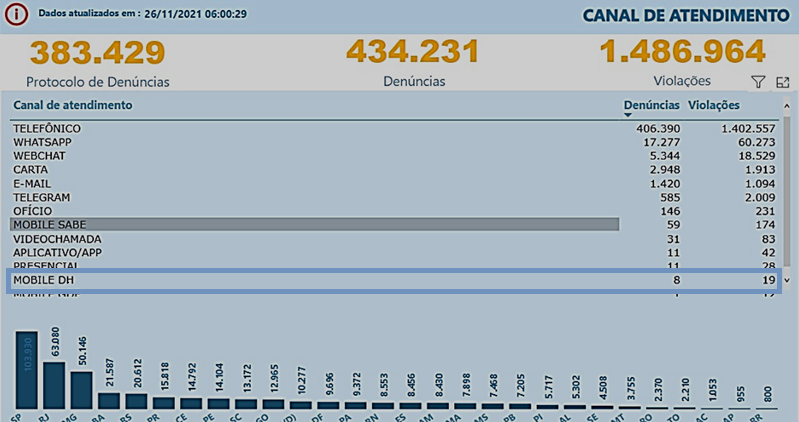 Dados atualizados em : 26/11/2021 06:00:29
CANAL DE ATENDIMENTO
383.429 434.231 1.486.964
Protocolo de Denúncias Denúncias Violações
Canal de atendimento Denúncias Violações
TELEFÔNICO 406.390 1.402.557
WHATSAPP 17.277 60.273
WEBCHAT 5.344 18.529
CARTA 2.948 1.913
E-MAIL 1.420 1.094
TELEGRAM 585 2.009
OFÍCIO 146 231
MOBILE SABE 59 174
VIDEOCHAMADA 31 83
APLICATIVO/APP 11 42
PRESENCIAL 11 28
MOBILE DH 8 19
103.930 63.080 50.146 21.587 20.612 15.818 14.792 14.104 13.172 12.965 10.277 9.696 9.372 8.553 8.456 8.430 7.898 7.468 7.205 5.717 5.302 4.508 3.755 2.370 2.210 1.053 955 800
SP RJ MG BA RS PR CE PE SC GO DF PA RN ES AM MA MS PB PI AL SE MT RO TO AC AP RR